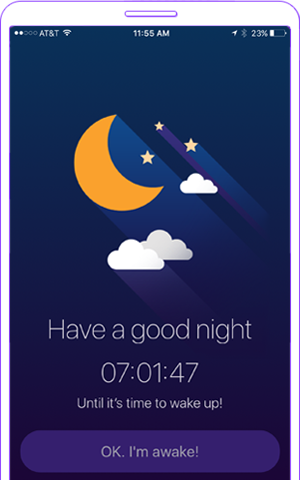 AT&T 11:55 AM 23%
Have a good night
07:01:47
Until it's time to wake up!
OK. I'm awake!